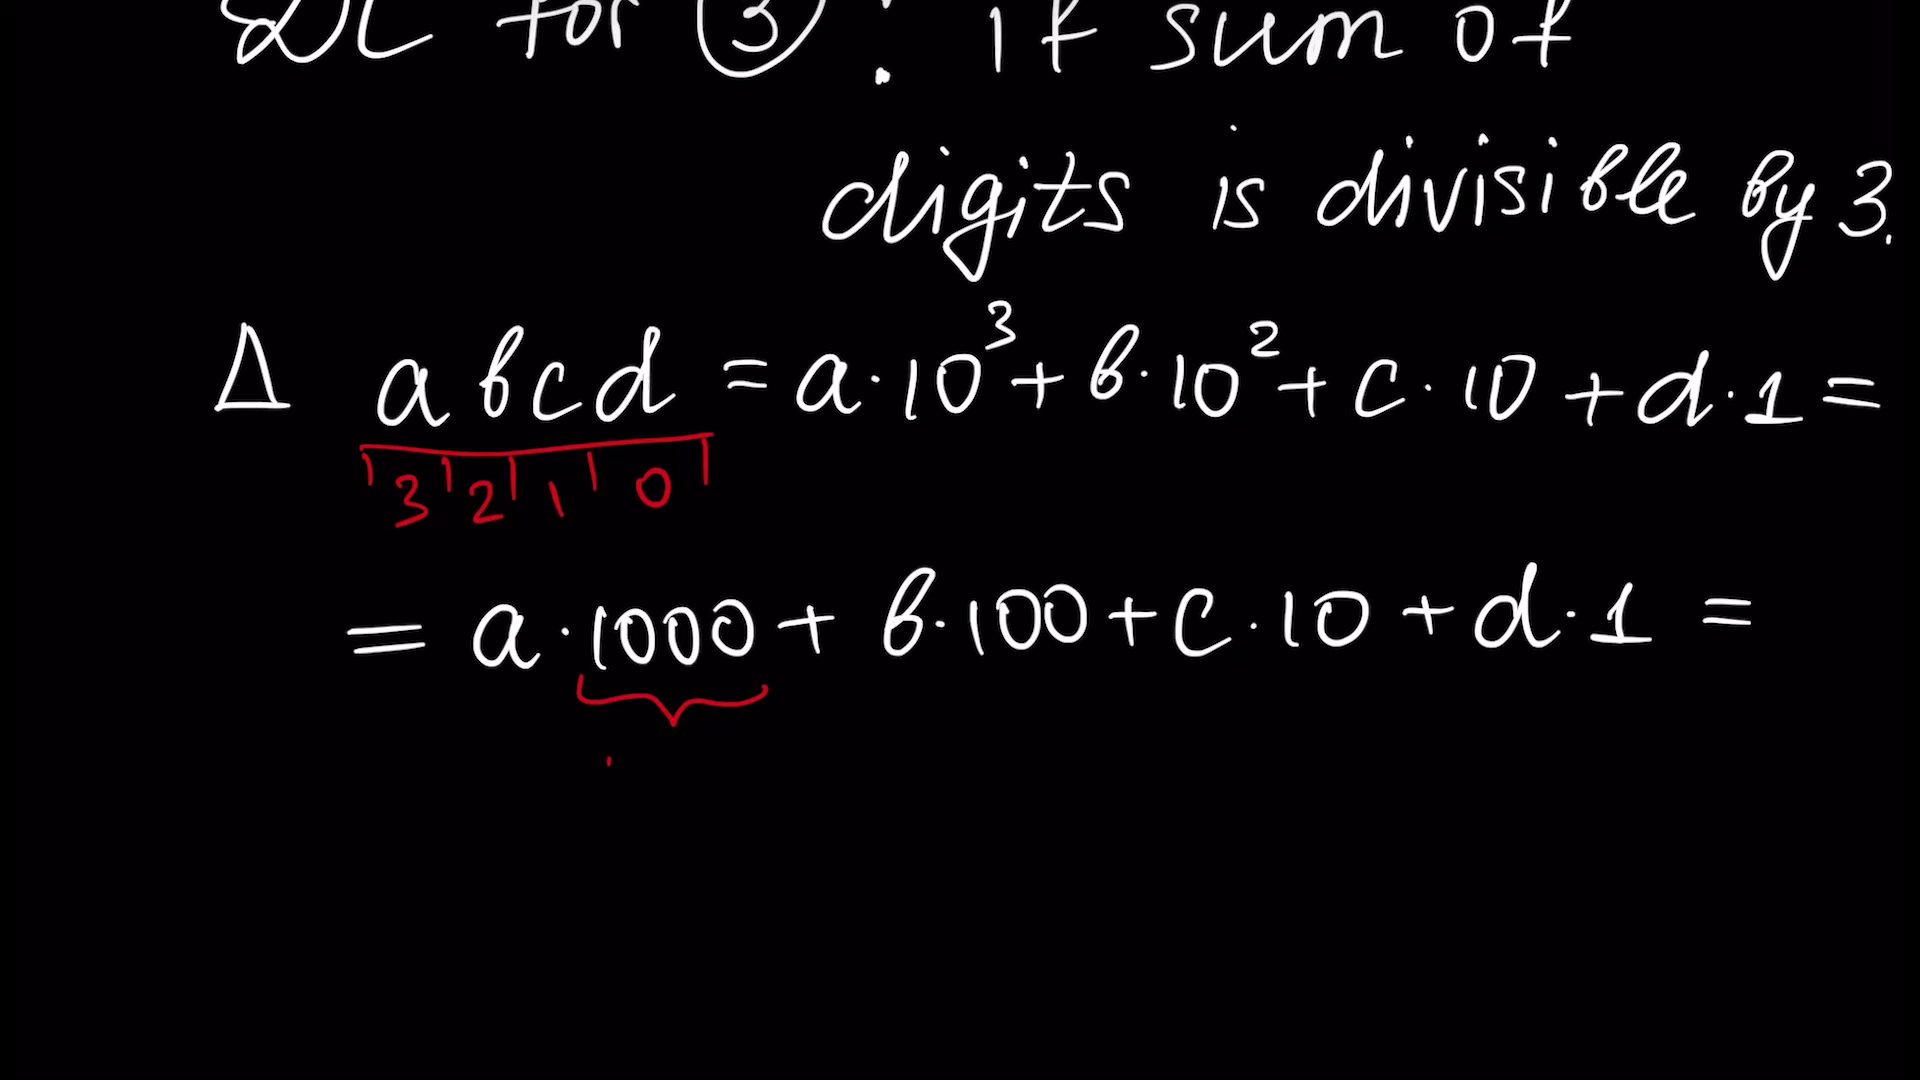 DC for ③: if sum of
digits is divisible by 3.
Δ abcd = a·10³+b·10²+c·10+d·1=
3 2 1 0
= a·1000+b·100+c·10+d·1=